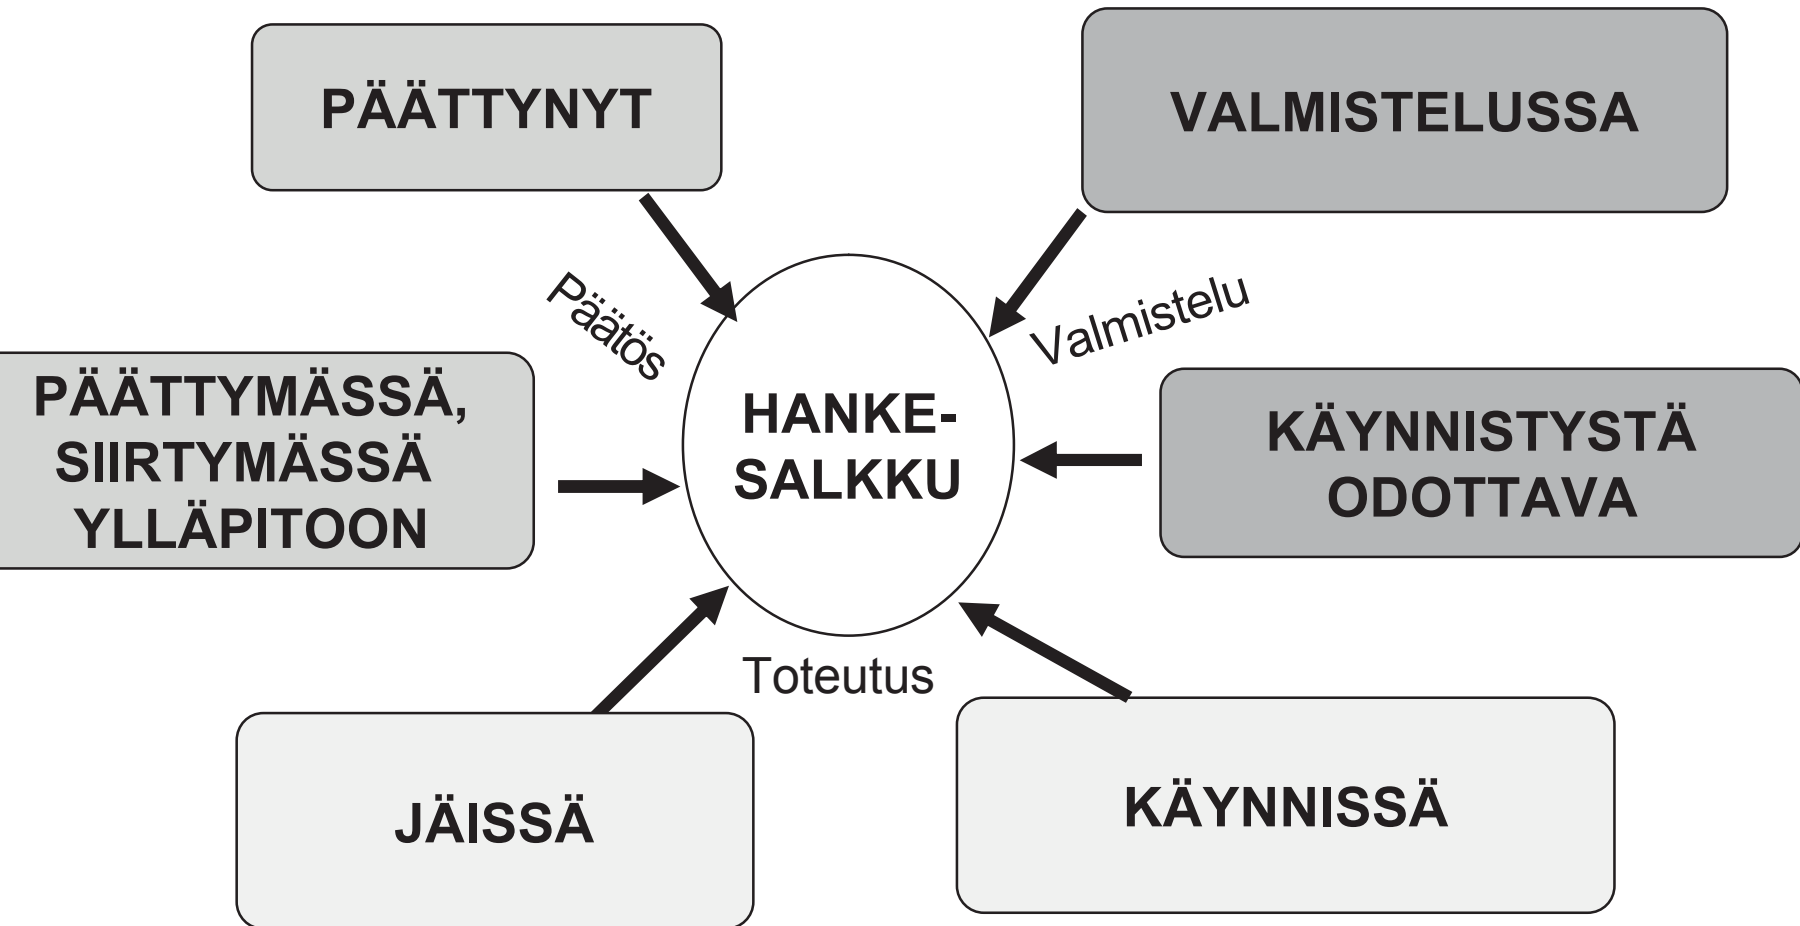 PÄÄTTYNYT
VALMISTELUSSA
Päätös
Valmistelu
PÄÄTTYMÄSSÄ,
SIIRTYMÄSSÄ
YLLÄPITOON
HANKE-
SALKKU
KÄYNNISTYSTÄ
ODOTTAVA
Toteutus
JÄISSÄ
KÄYNNISSÄ